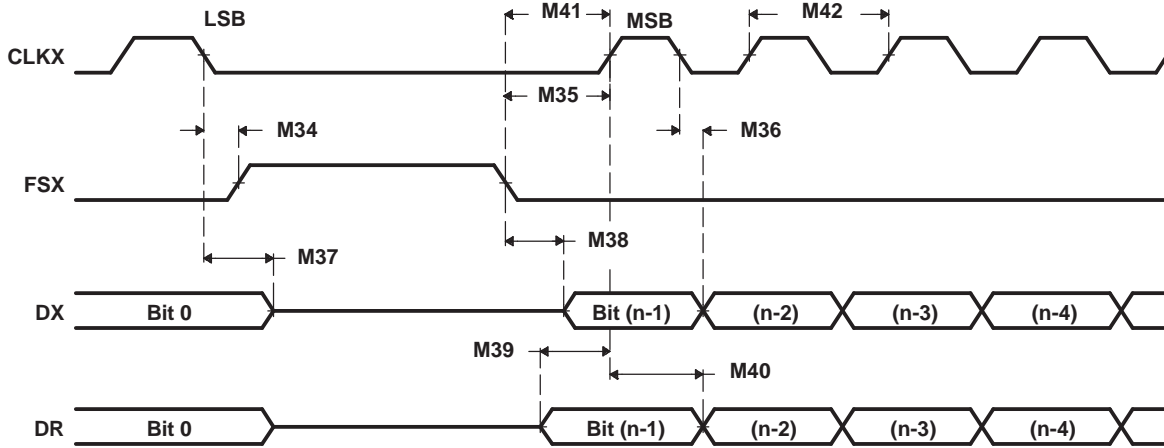 M41 M42
LSB MSB
CLKX
M35
M34 M36
FSX
M37 M38
DX Bit 0 Bit (n-1) (n-2) (n-3) (n-4)
M39 M40
DR Bit 0 Bit (n-1) (n-2) (n-3) (n-4)